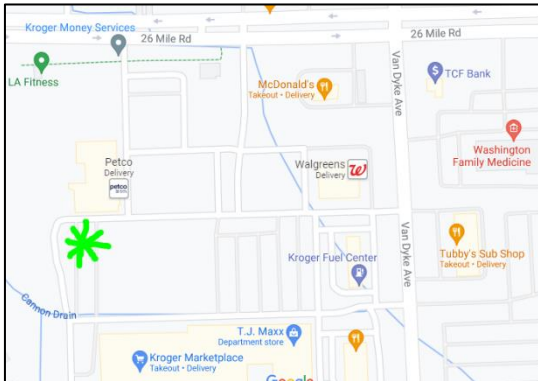 Kroger Money Services
26 Mile Rd
26 Mile Rd
LA Fitness
McDonald's
Takeout • Delivery
Van Dyke Ave
TCF Bank
Washington
Family Medicine
Petco
Delivery
petco
Walgreens
Delivery
W
Kroger Fuel Center
Van Dyke Ave
Tubby's Sub Shop
Takeout • Delivery
Cannon Drain
T.J. Maxx
Department store
Kroger Marketplace
Takeout • Delivery
Google